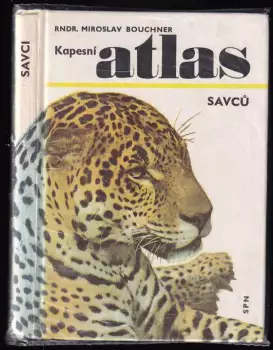 RNDR. MIROSLAV BOUCHNER
Kapesní
atlas
SAVCŮ
SAVCI
SPN